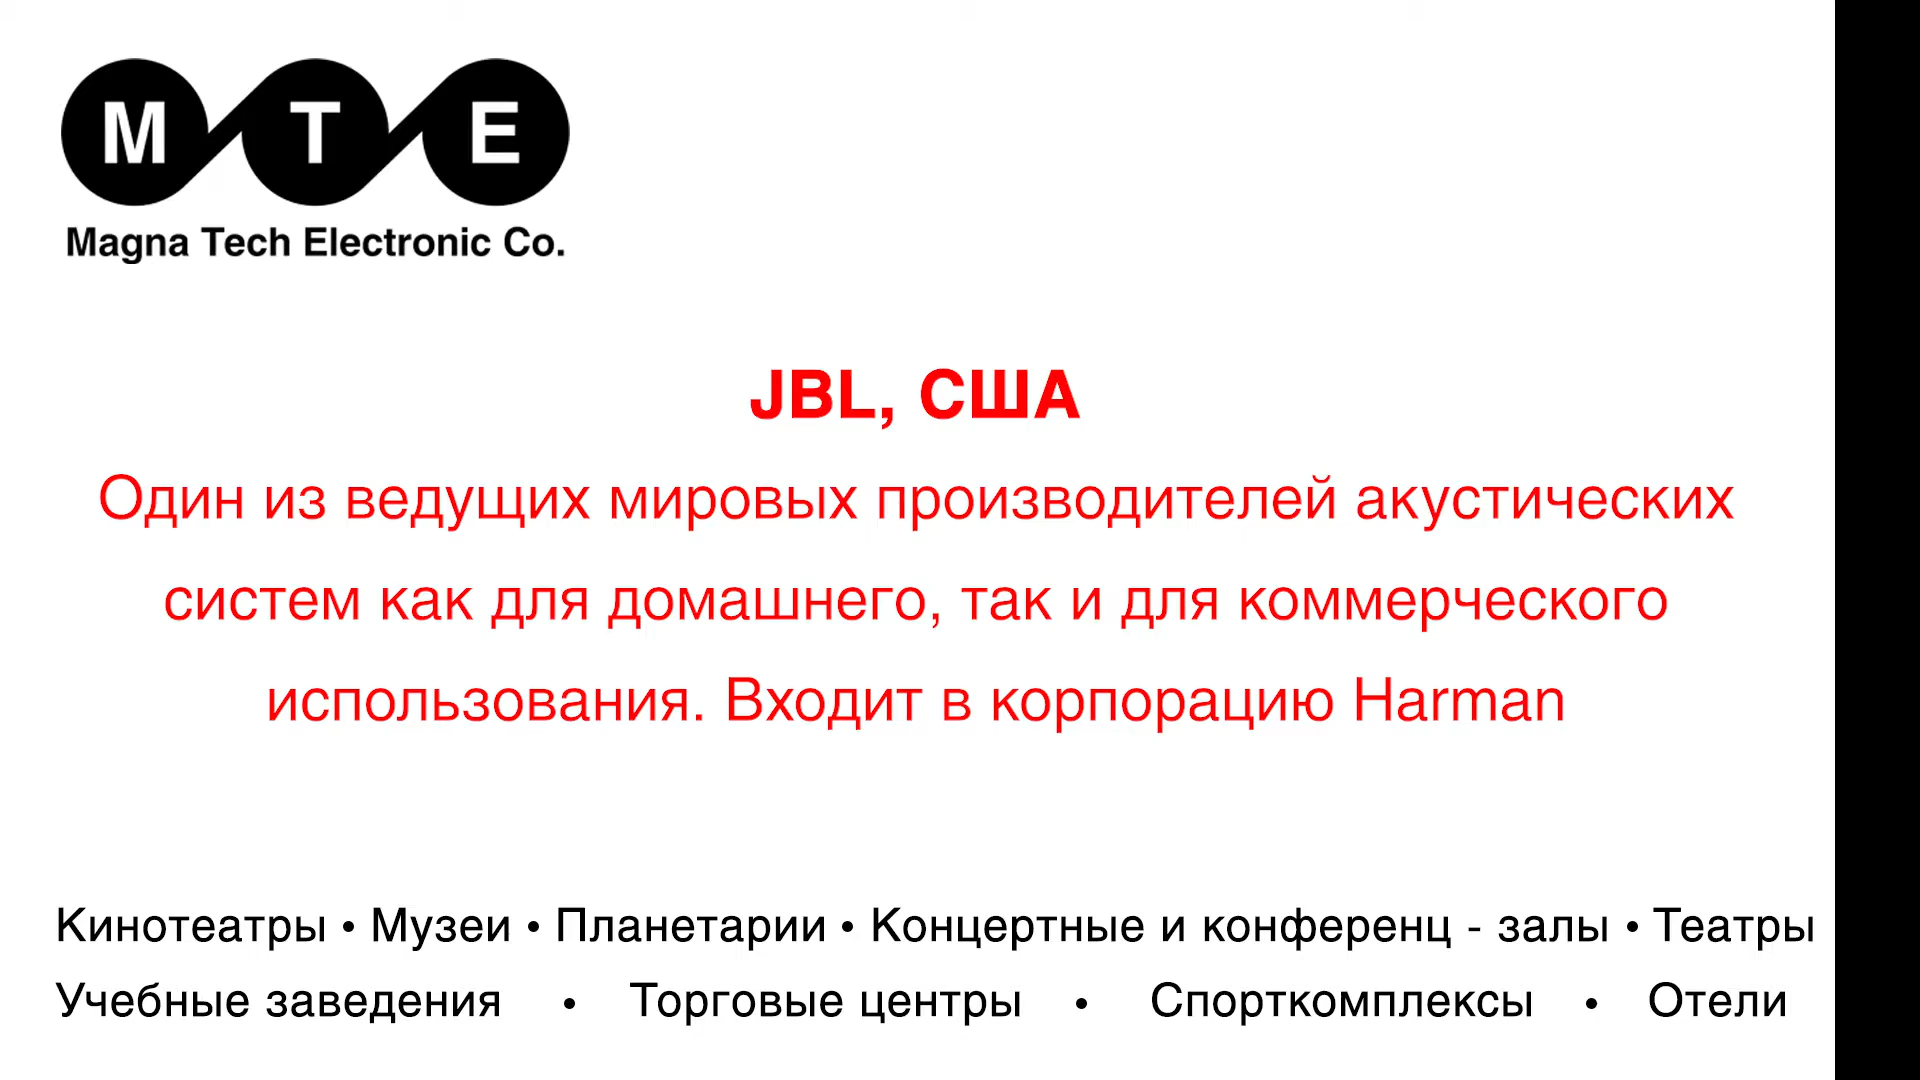 M T E
Magna Tech Electronic Co.
JBL, США
Один из ведущих мировых производителей акустических
систем как для домашнего, так и для коммерческого
использования. Входит в корпорацию Harman
Кинотеатры • Музеи • Планетарии • Концертные и конференц - залы • Театры
Учебные заведения • Торговые центры • Спорткомплексы • Отели